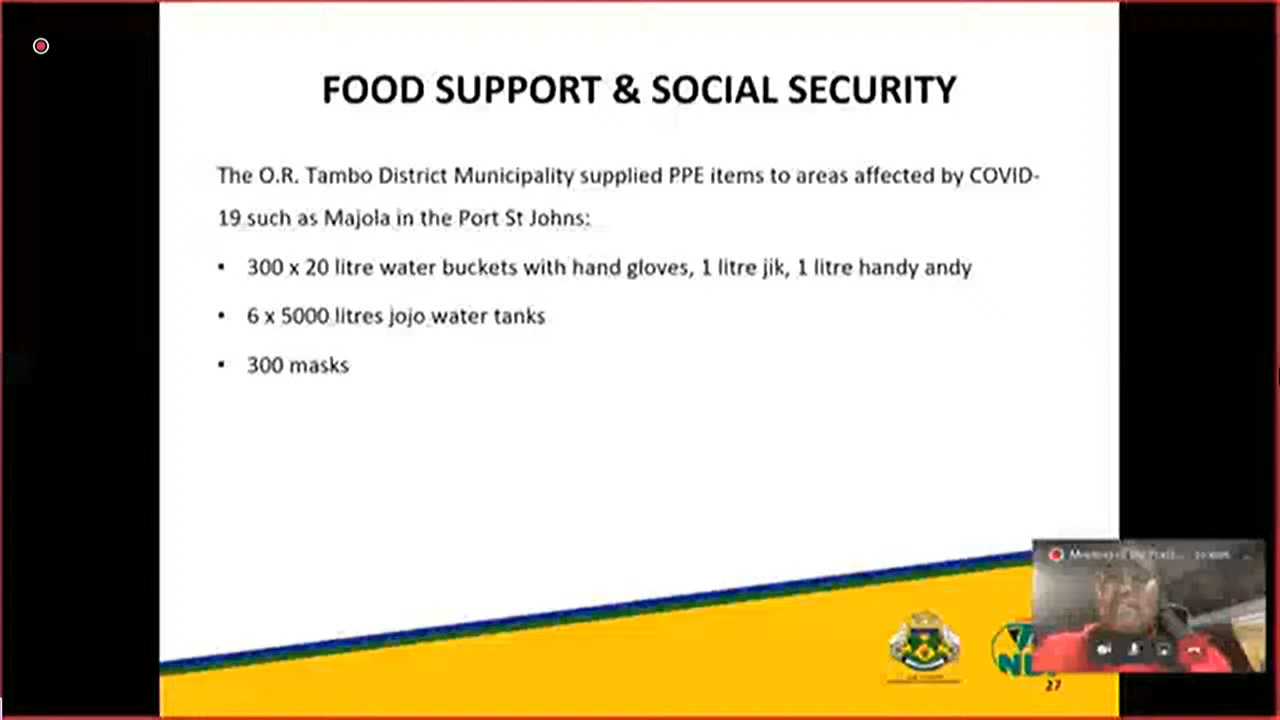 FOOD SUPPORT & SOCIAL SECURITY
The O.R. Tambo District Municipality supplied PPE items to areas affected by COVID-
19 such as Majola in the Port St Johns:
• 300 x 20 litre water buckets with hand gloves, 1 litre jik, 1 litre handy andy
• 6 x 5000 litres jojo water tanks
• 300 masks
27